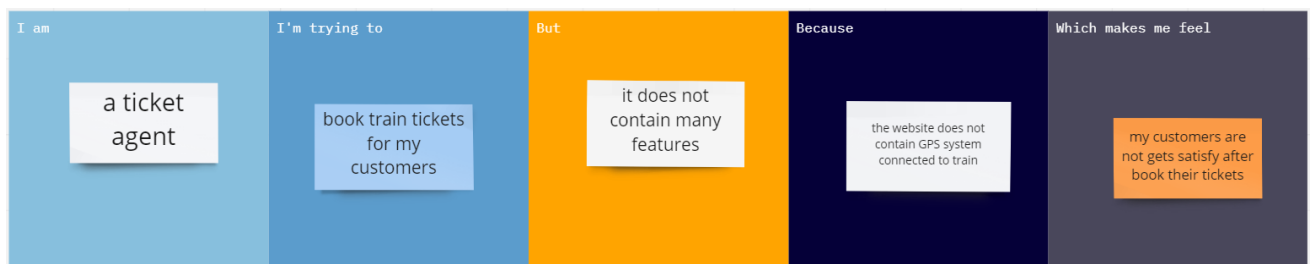 I am
I'm trying to
But
Because
Which makes me feel
a ticket
agent
book train tickets
for my
customers
it does not
contain many
features
the website does not
contain GPS system
connected to train
my customers are
not gets satisfy after
book their tickets